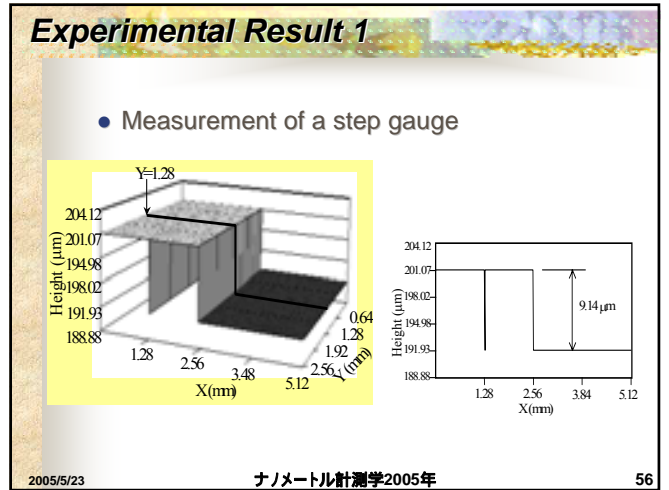 Experimental Result 1
● Measurement of a step gauge
Y=1.28
204.12
201.07
194.98
198.02
191.93
188.88
Height (μm)
1.28
2.56
3.48
5.12
X(mm)
0.64
1.28
1.92
2.56
Y (mm)
204.12
201.07
198.02
194.98
191.93
188.88
Height (μm)
9.14 μm
1.28
2.56
3.84
5.12
X(mm)
2005/5/23
ナノメートル計測学2005年
56